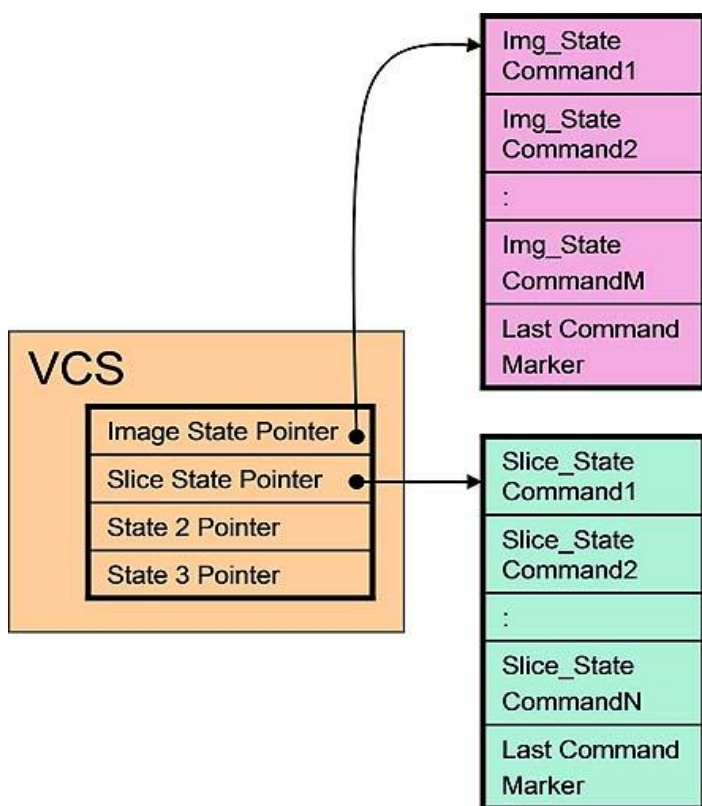 Img_State
Command1
Img_State
Command2
:
Img_State
CommandM
Last Command
Marker
VCS
Image State Pointer
Slice State Pointer
State 2 Pointer
State 3 Pointer
Slice_State
Command1
Slice_State
Command2
:
Slice_State
CommandN
Last Command
Marker